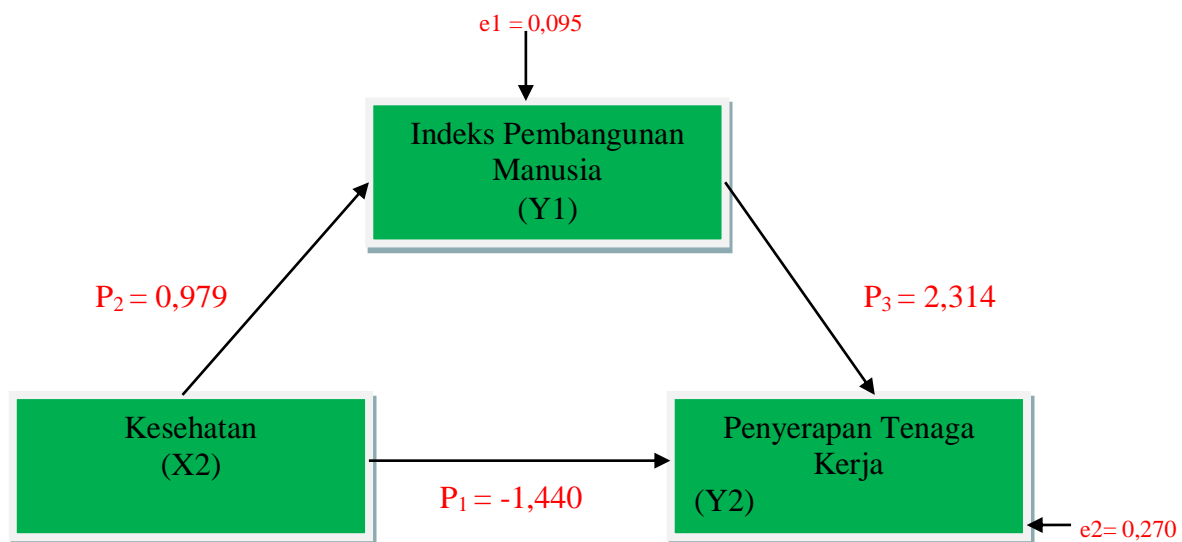 e1 = 0,095
Indeks Pembangunan
Manusia
(Y1)
P₂ = 0,979
P₃ = 2,314
Kesehatan
(X2)
Penyerapan Tenaga
Kerja
(Y2)
P₁ = -1,440
e2= 0,270